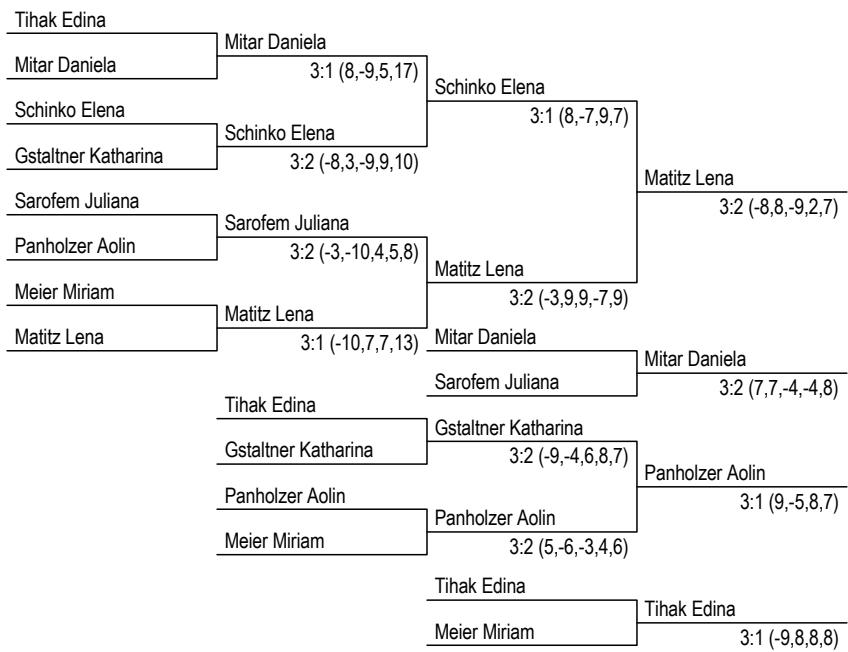 Tihak Edina
Mitar Daniela
Mitar Daniela
3:1 (8,-9,5,17)
Schinko Elena
Schinko Elena
3:1 (8,-7,9,7)
Schinko Elena
Gstaltner Katharina
3:2 (-8,3,-9,9,10)
Matitz Lena
Sarofem Juliana
3:2 (-8,8,-9,2,7)
Sarofem Juliana
Panholzer Aolin
3:2 (-3,-10,4,5,8)
Matitz Lena
Meier Miriam
3:2 (-3,9,9,-7,9)
Matitz Lena
Matitz Lena
3:1 (-10,7,7,13)
Mitar Daniela
Mitar Daniela
Sarofem Juliana
3:2 (7,7,-4,-4,8)
Tihak Edina
Gstaltner Katharina
Gstaltner Katharina
3:2 (-9,-4,6,8,7)
Panholzer Aolin
Panholzer Aolin
3:1 (9,-5,8,7)
Panholzer Aolin
Meier Miriam
3:2 (5,-6,-3,4,6)
Tihak Edina
Tihak Edina
Meier Miriam
3:1 (-9,8,8,8)